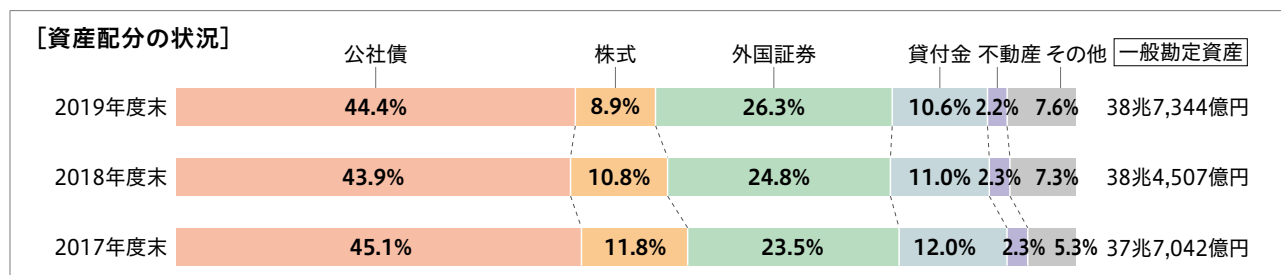 [資産配分の状況]
公社債 株式 外国証券 貸付金 不動産 その他 一般勘定資産
2019年度末 44.4% 8.9% 26.3% 10.6% 2.2% 7.6% 38兆7,344億円
2018年度末 43.9% 10.8% 24.8% 11.0% 2.3% 7.3% 38兆4,507億円
2017年度末 45.1% 11.8% 23.5% 12.0% 2.3% 5.3% 37兆7,042億円